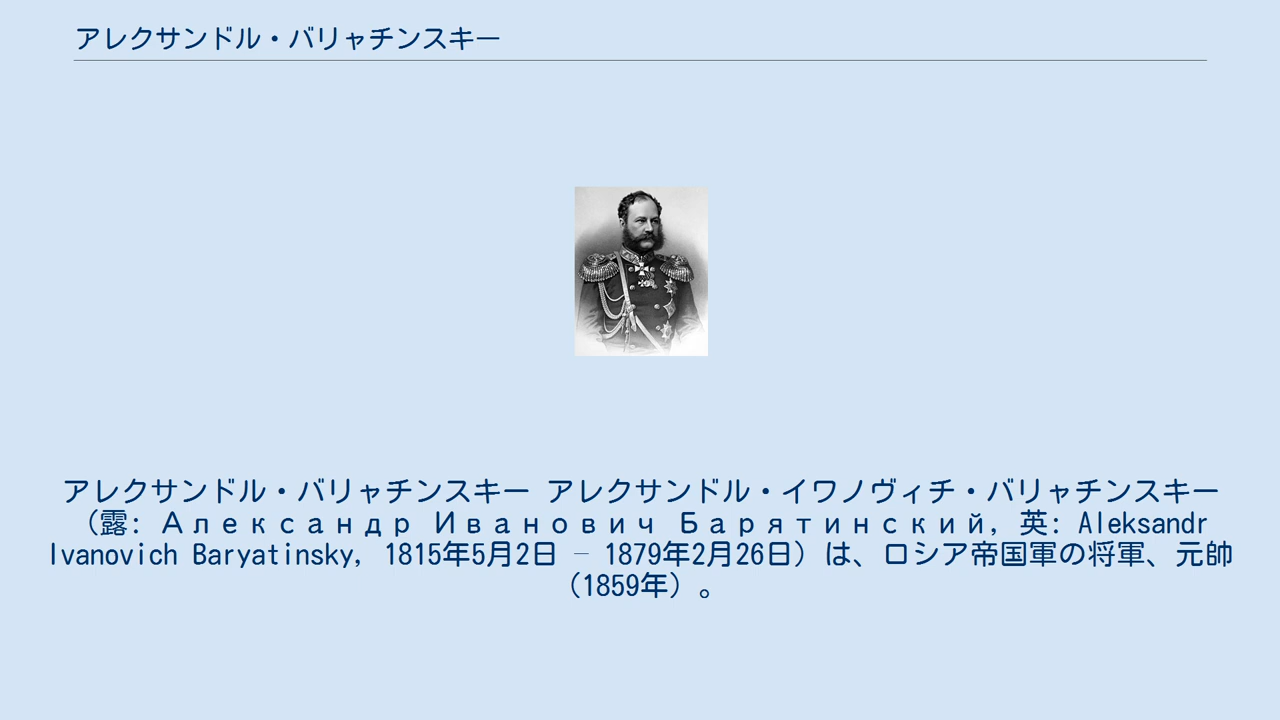 アレクサンドル・バリャチンスキー
アレクサンドル・バリャチンスキー アレクサンドル・イワノヴィチ・バリャチンスキー
（露: Александр Иванович Барятинский, 英: Aleksandr
Ivanovich Baryatinsky, 1815年5月2日 – 1879年2月26日）は、ロシア帝国軍の将軍、元帥
（1859年）。